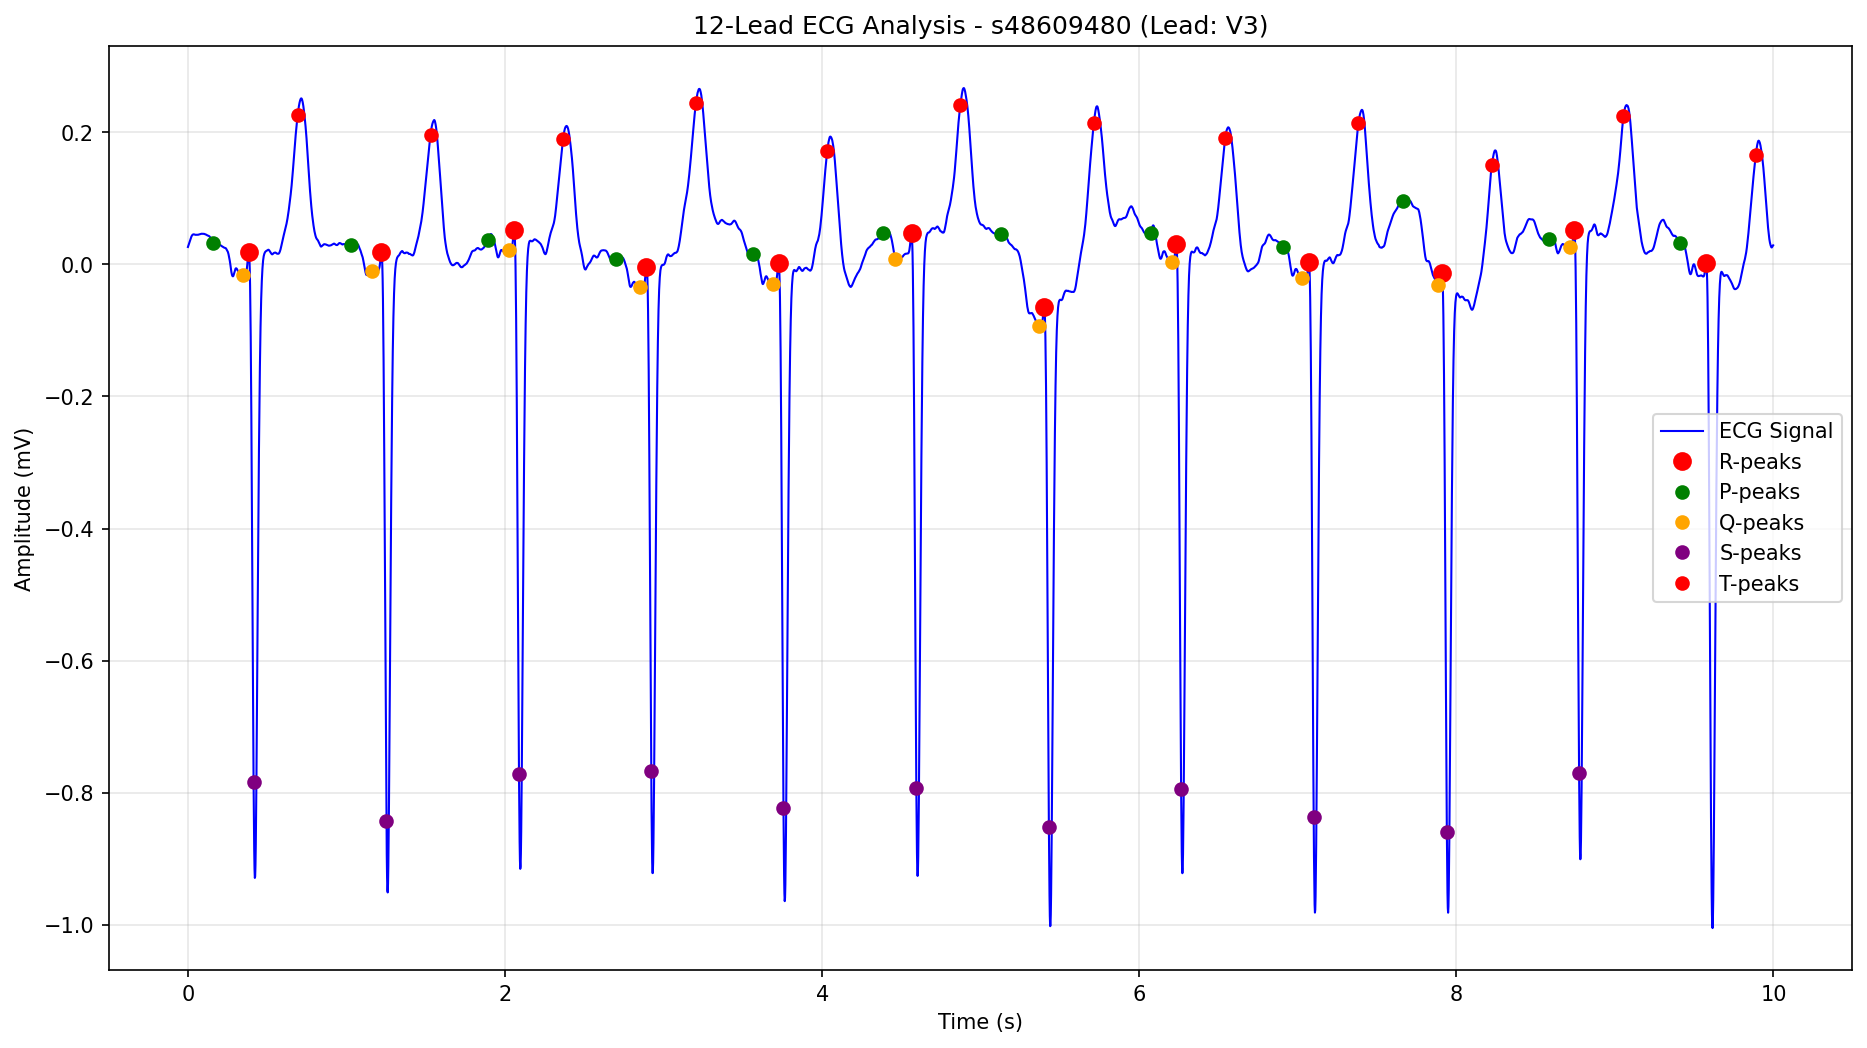 12-Lead ECG Analysis - s48609480 (Lead: V3)
Amplitude (mV)
0.2
0.0
−0.2
−0.4
−0.6
−0.8
−1.0
ECG Signal
R-peaks
P-peaks
Q-peaks
S-peaks
T-peaks
0 2 4 6 8 10
Time (s)